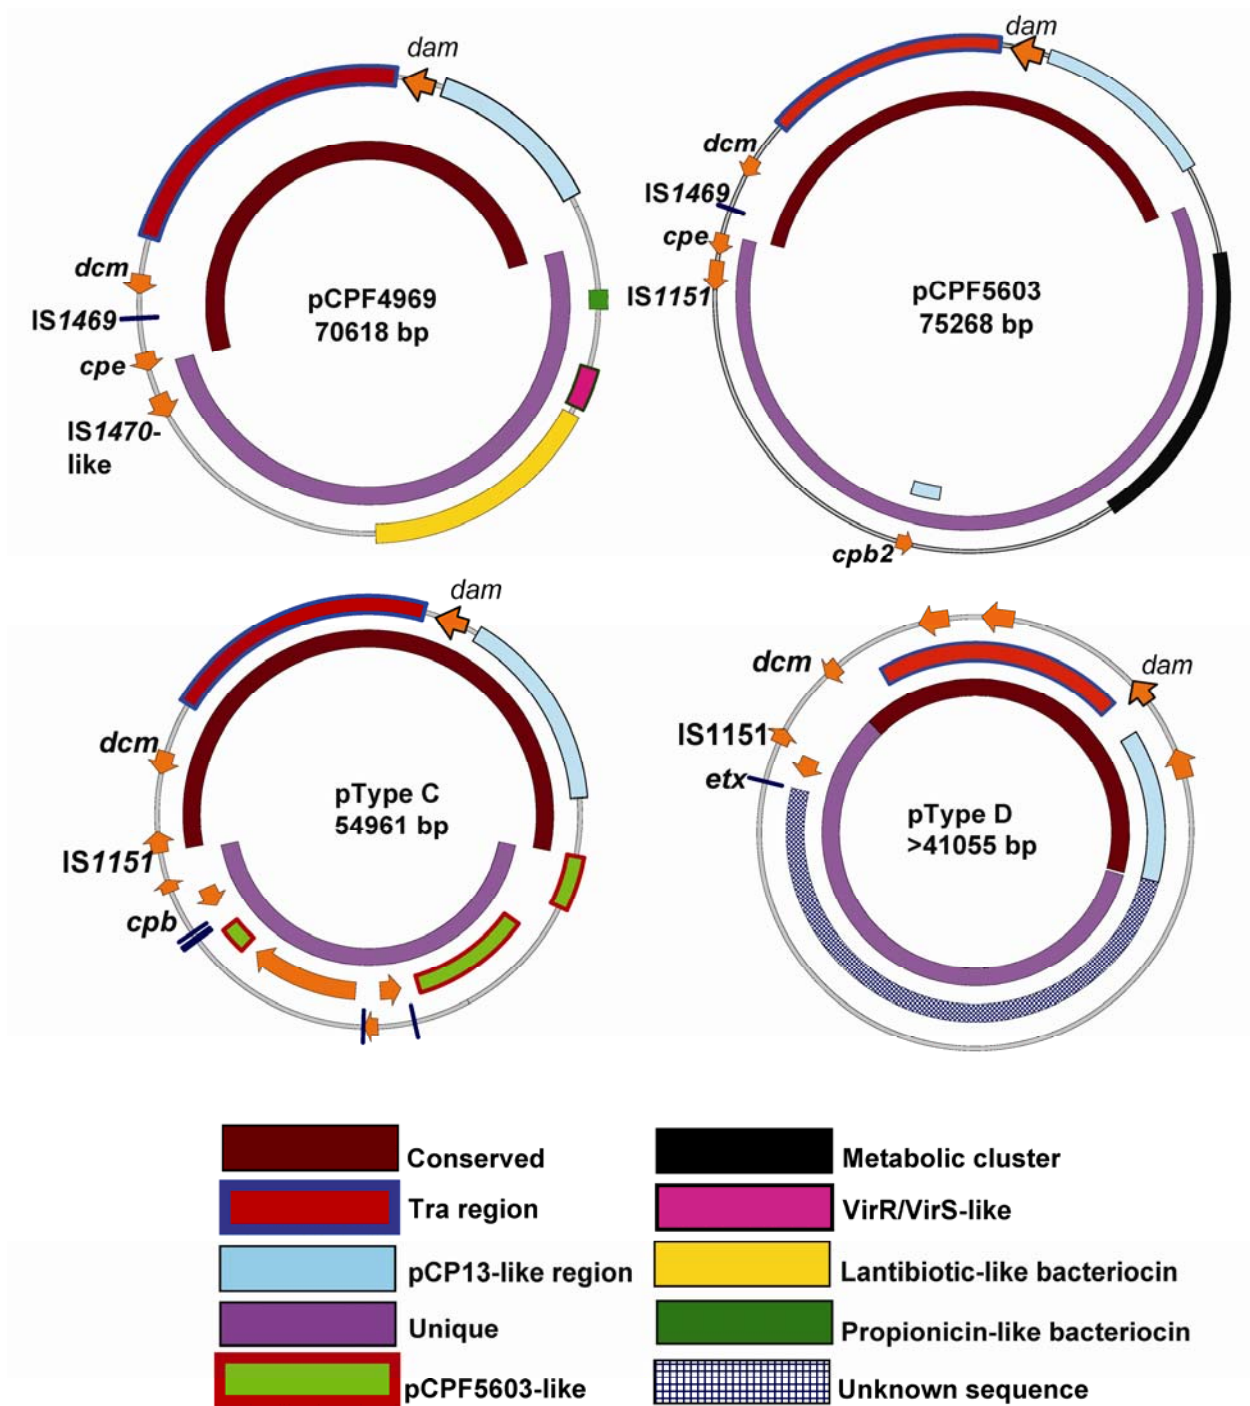 dam
dcm
IS1469
cpe
IS1470-
like
pCPF4969
70618 bp
dam
dcm
IS1469
cpe
IS1151
pCPF5603
75268 bp
cpb2
dam
dcm
IS1151
cpb
pType C
54961 bp
dam
dcm
IS1151
etx
pType D
>41055 bp
Conserved
Tra region
pCP13-like region
Unique
pCPF5603-like
Metabolic cluster
VirR/VirS-like
Lantibiotic-like bacteriocin
Propionicin-like bacteriocin
Unknown sequence